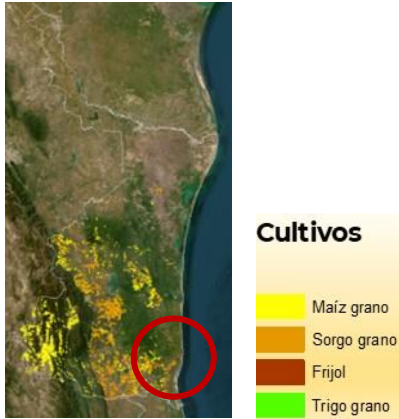 Cultivos
Maíz grano
Sorgo grano
Frijol
Trigo grano